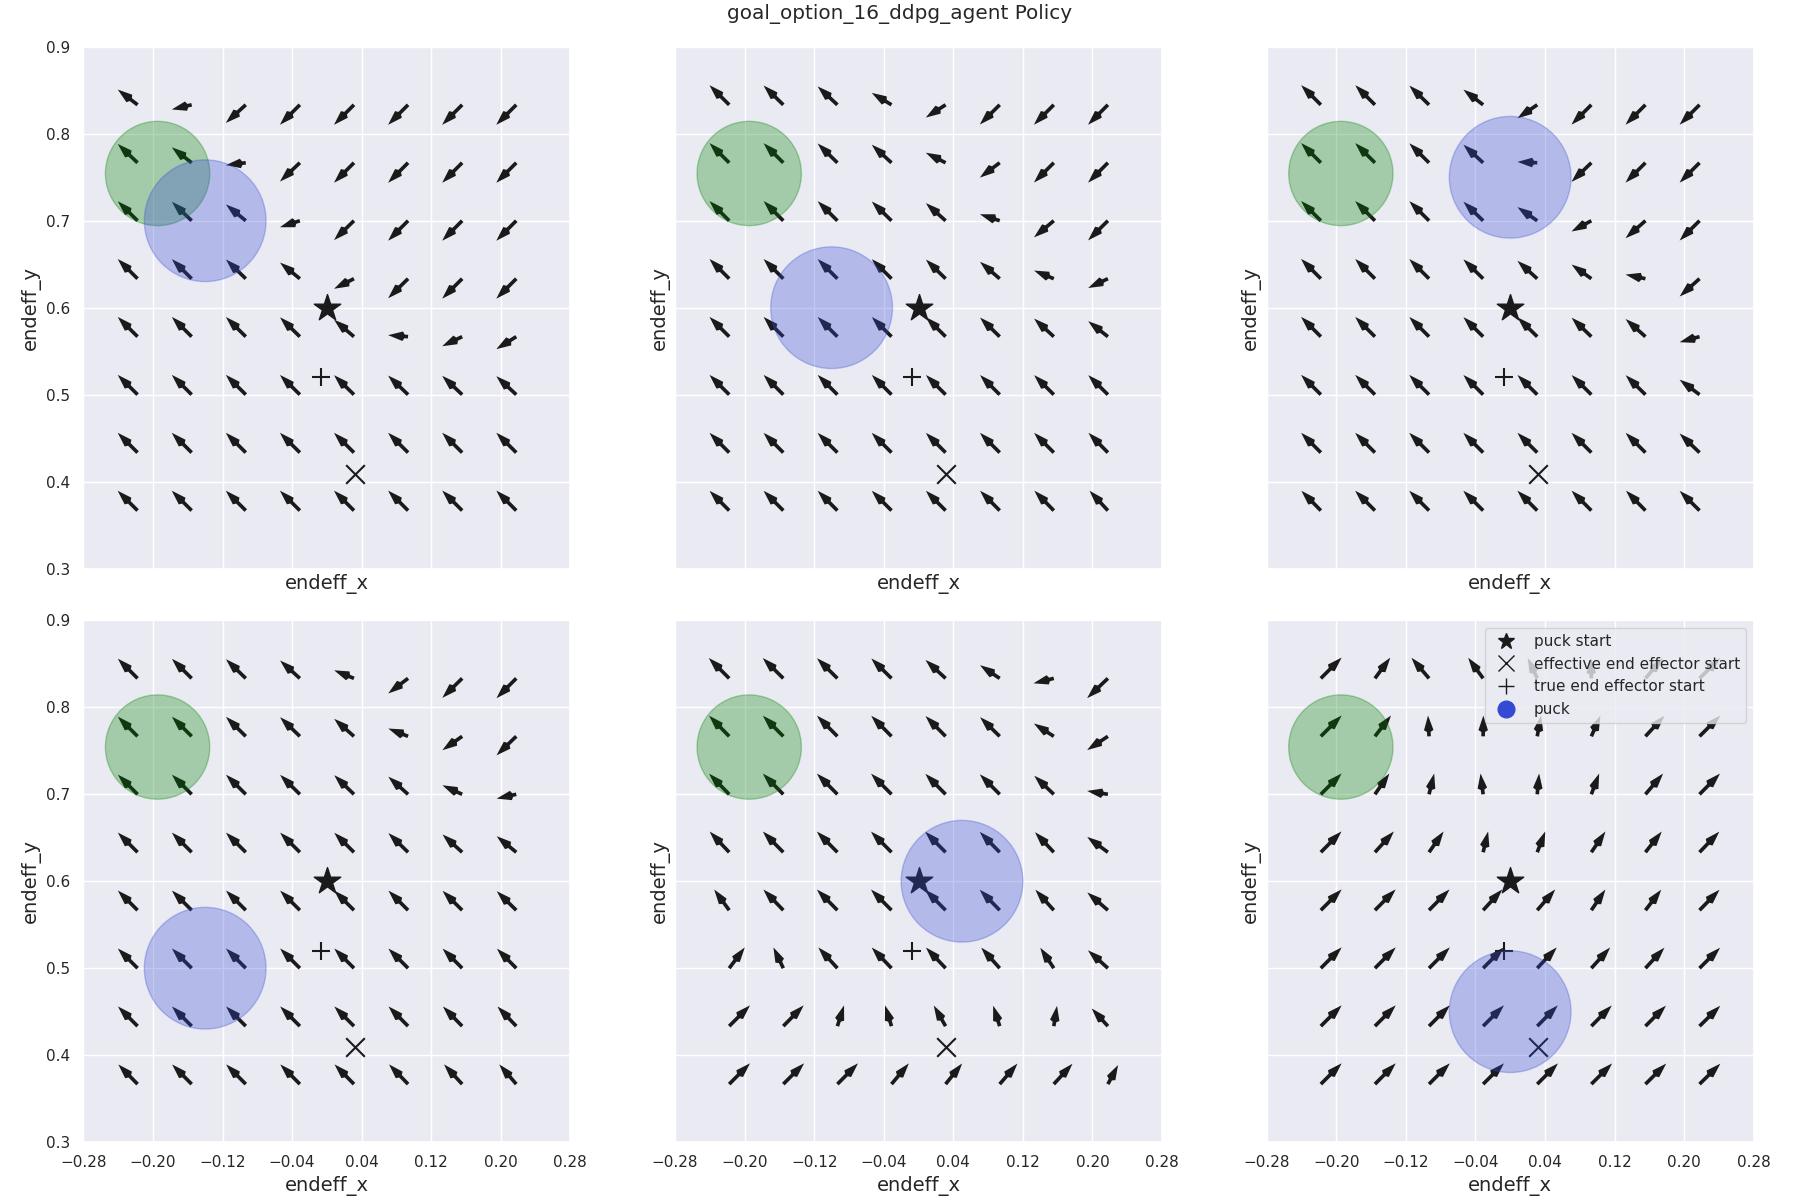 goal_option_16_ddpg_agent Policy
0.9
0.8
0.7
0.6
0.5
0.4
0.3
endeff_y
endeff_x
endeff_y
endeff_x
endeff_y
endeff_x
0.9
0.8
0.7
0.6
0.5
0.4
0.3
endeff_y
−0.28 −0.20 −0.12 −0.04 0.04 0.12 0.20 0.28
endeff_x
endeff_y
−0.28 −0.20 −0.12 −0.04 0.04 0.12 0.20 0.28
endeff_x
endeff_y
puck start
effective end effector start
true end effector start
puck
−0.28 −0.20 −0.12 −0.04 0.04 0.12 0.20 0.28
endeff_x